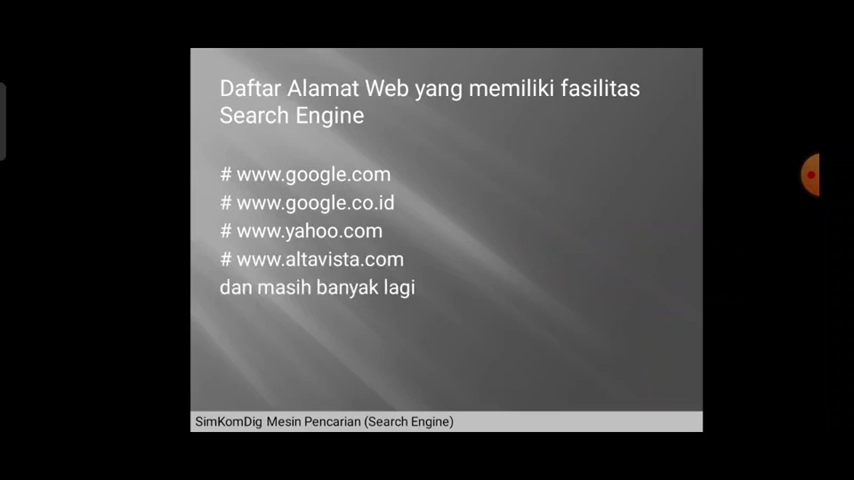 Daftar Alamat Web yang memiliki fasilitas
Search Engine
# www.google.com
# www.google.co.id
# www.yahoo.com
# www.altavista.com
dan masih banyak lagi
SimKomDig Mesin Pencarian (Search Engine)